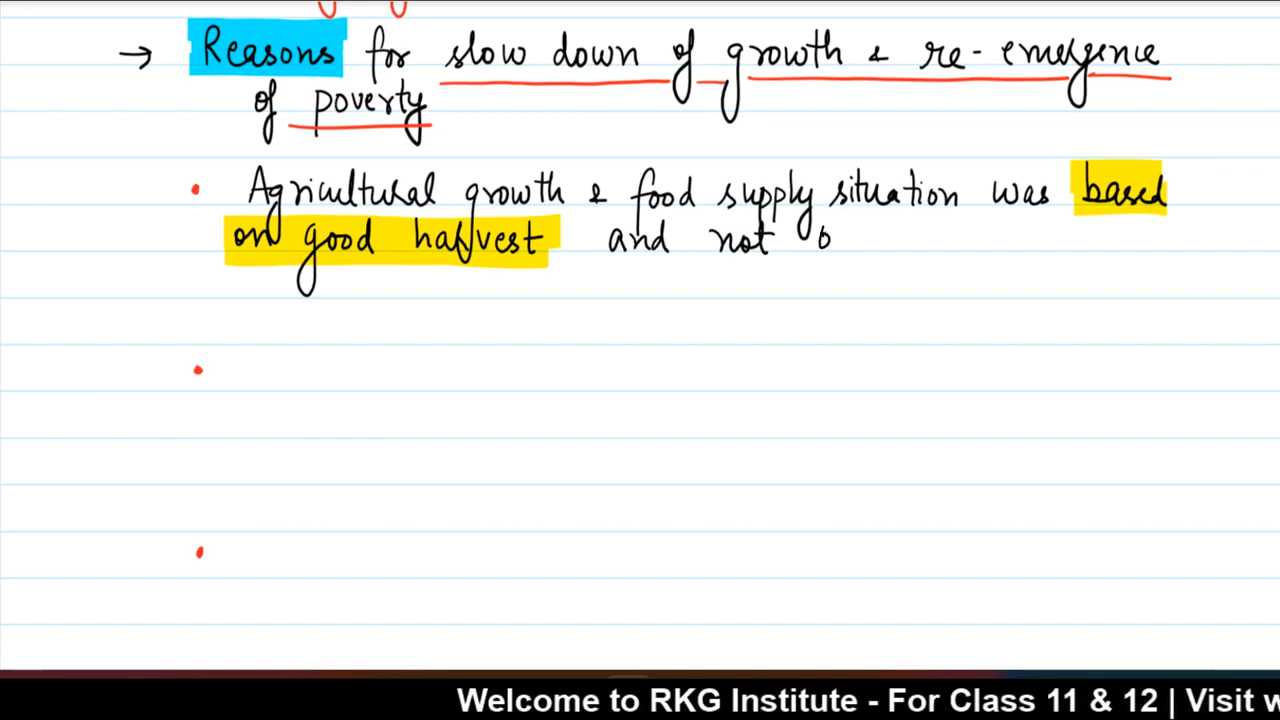 → Reasons for slow down of growth & re-emergence
of poverty
• Agricultural growth & food supply situation was based
on good harvest and not o
•
•
Welcome to RKG Institute - For Class 11 & 12 | Visit w